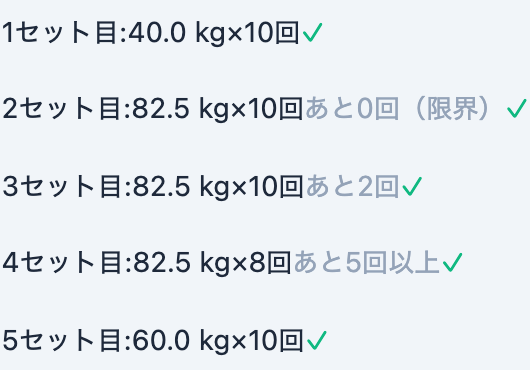 1セット目:40.0 kg×10回✓
2セット目:82.5 kg×10回あと0回（限界）✓
3セット目:82.5 kg×10回あと2回✓
4セット目:82.5 kg×8回あと5回以上✓
5セット目:60.0 kg×10回✓